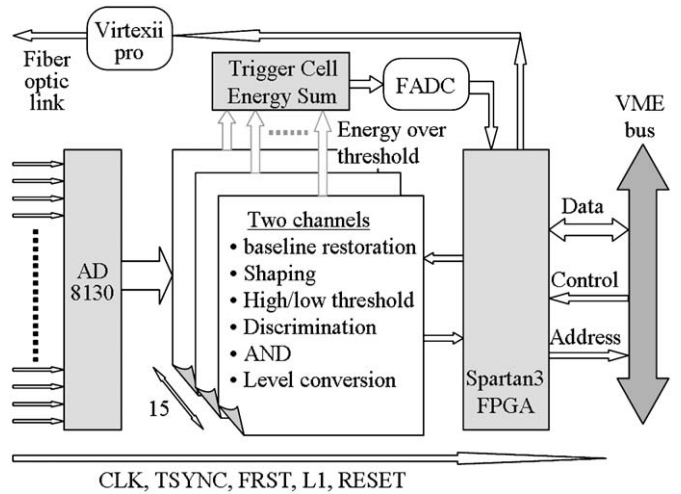 Virtexii
pro
Fiber
optic
link
Trigger Cell
Energy Sum
FADC
VME
bus
Energy over
threshold
Two channels
• baseline restoration
• Shaping
• High/low threshold
• Discrimination
• AND
• Level conversion
AD
8130
Data
Control
Address
Spartan3
FPGA
15
CLK, TSYNC, FRST, L1, RESET